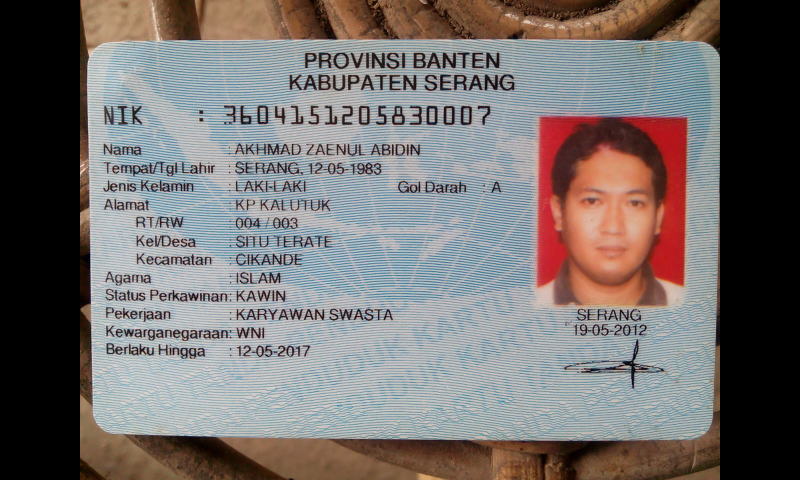 PROVINSI BANTEN
KABUPATEN SERANG
NIK : 3604151205830007
Nama : AKHMAD ZAENUL ABIDIN
Tempat/Tgl Lahir : SERANG, 12-05-1983
Jenis Kelamin : LAKI-LAKI Gol Darah : A
Alamat : KP KALUTUK
RT/RW : 004 / 003
Kel/Desa : SITU TERATE
Kecamatan : CIKANDE
Agama : ISLAM
Status Perkawinan: KAWIN
Pekerjaan : KARYAWAN SWASTA
Kewarganegaraan: WNI
Berlaku Hingga : 12-05-2017
SERANG
19-05-2012